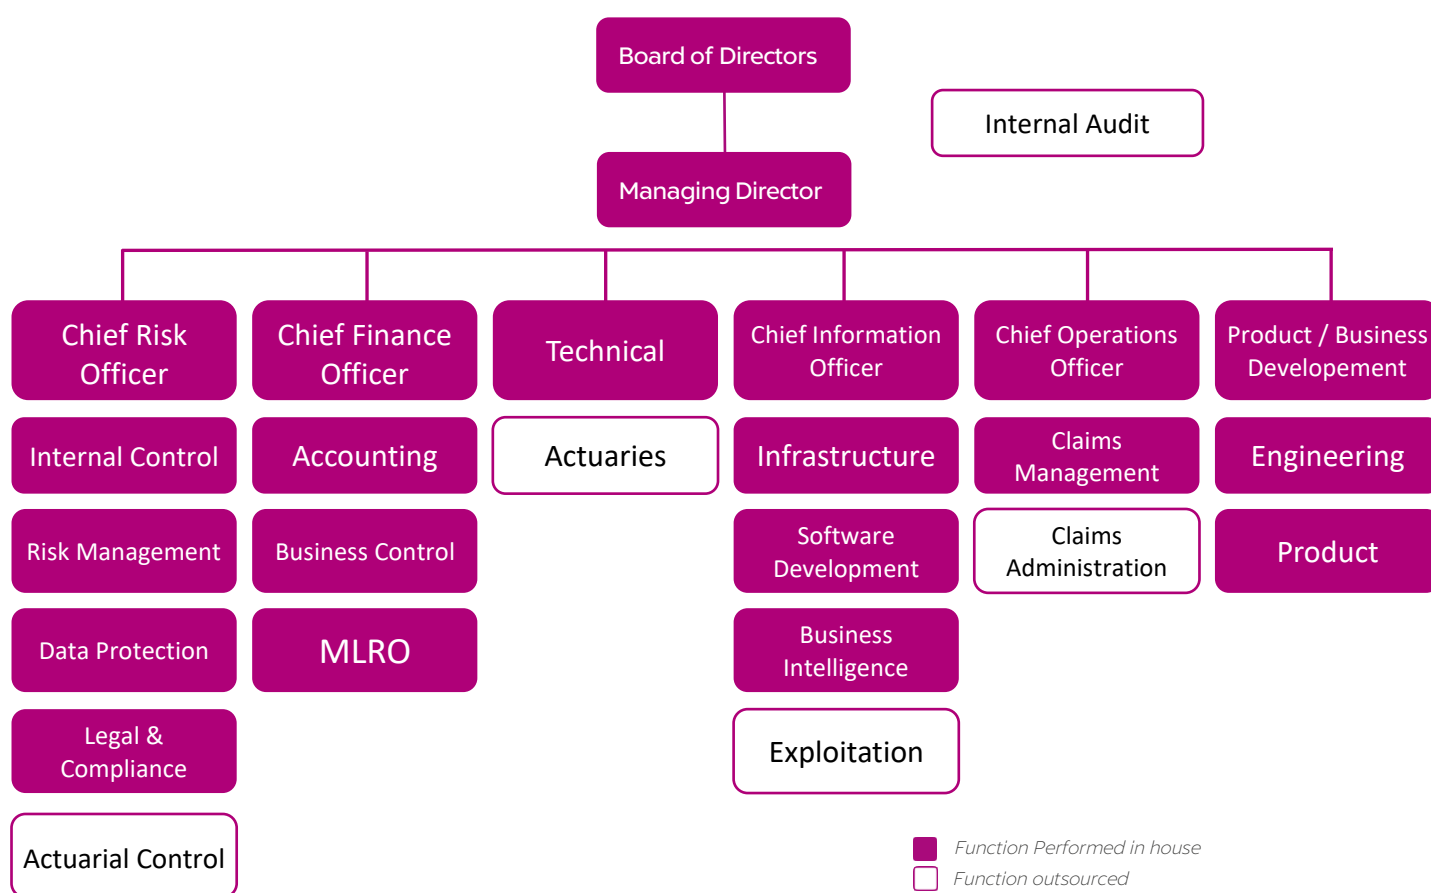 Board of Directors
Internal Audit
Managing Director
Chief Risk
Officer
Chief Finance
Officer
Technical
Chief Information
Officer
Chief Operations
Officer
Product / Business
Developement
Internal Control
Accounting
Actuaries
Infrastructure
Claims
Management
Engineering
Risk Management
Business Control
Software
Development
Claims
Administration
Product
Data Protection
MLRO
Business
Intelligence
Legal &
Compliance
Exploitation
Actuarial Control
Function Performed in house
Function outsourced